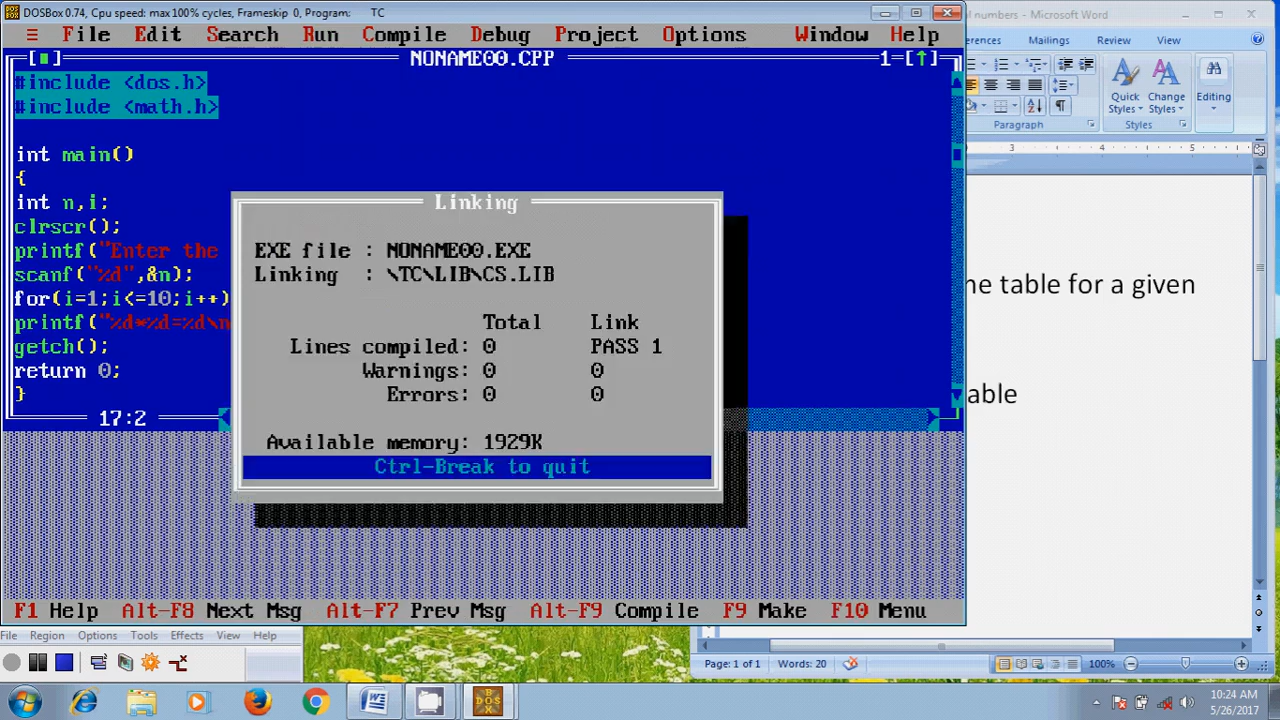 DOSBox 0.74, Cpu speed: max 100% cycles, Frameskip 0, Program: TC
≡ File Edit Search Run Compile Debug Project Options Window Help
NONAME00.CPP
1=[↑]
#include <dos.h>
#include <math.h>
int main()
{
int n,i;
clrscr();
printf("Enter the
scanf("%d",&n);
for(i=1;i<=10;i++)
printf("%d*%d=%d\n
getch();
return 0;
}
17:2
Linking
EXE file : NONAME00.EXE
Linking : \TC\LIB\CS.LIB
Total Link
Lines compiled: 0 PASS 1
Warnings: 0 0
Errors: 0 0
Available memory: 1929K
Ctrl-Break to quit
F1 Help Alt-F8 Next Msg Alt-F7 Prev Msg Alt-F9 Compile F9 Make F10 Menu
al numbers - Microsoft Word
erences Mailings Review View
Quick Styles Change Styles Editing
Paragraph Styles
3 4 5
he table for a given
able
File Region Options Tools Effects View Help
Page: 1 of 1 Words: 20 100%
10:24 AM
5/26/2017